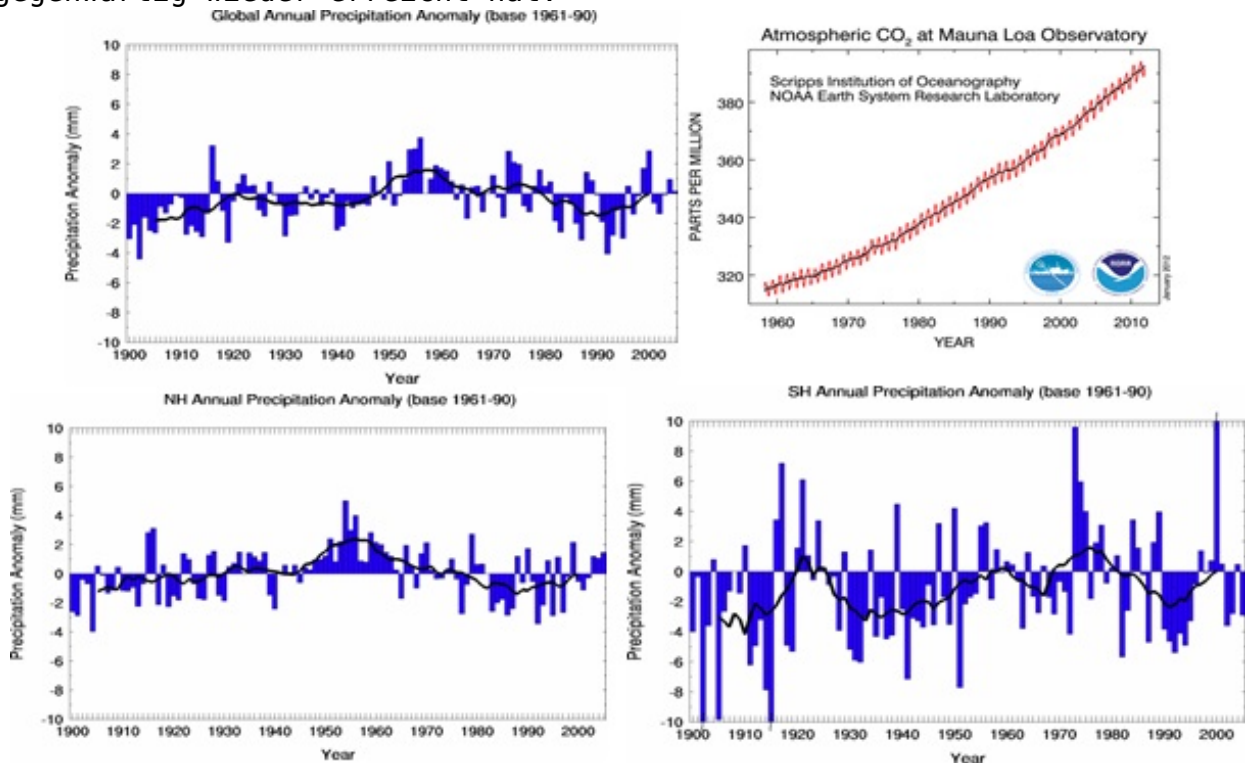 Global Annual Precipitation Anomaly (base 1961-90)
Precipitation Anomaly (mm)
10
8
6
4
2
0
-2
-4
-6
-8
-10
1900 1910 1920 1930 1940 1950 1960 1970 1980 1990 2000
Year
Atmospheric CO₂ at Mauna Loa Observatory
Scripps Institution of Oceanography
NOAA Earth System Research Laboratory
PARTS PER MILLION
380
360
340
320
1960 1970 1980 1990 2000 2010
YEAR
January 2012
NH Annual Precipitation Anomaly (base 1961-90)
Precipitation Anomaly (mm)
10
8
6
4
2
0
-2
-4
-6
-8
-10
1900 1910 1920 1930 1940 1950 1960 1970 1980 1990 2000
Year
SH Annual Precipitation Anomaly (base 1961-90)
Precipitation Anomaly (mm)
10
8
6
4
2
0
-2
-4
-6
-8
-10
1900 1910 1920 1930 1940 1950 1960 1970 1980 1990 2000
Year